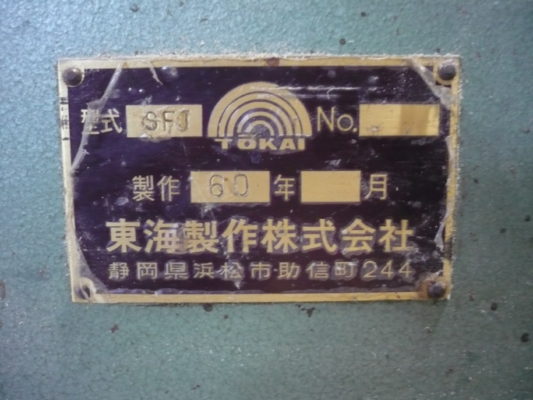 型式 SFJ TOKAI No.
製作 60 年 月
東海製作株式会社
静岡県浜松市助信町244